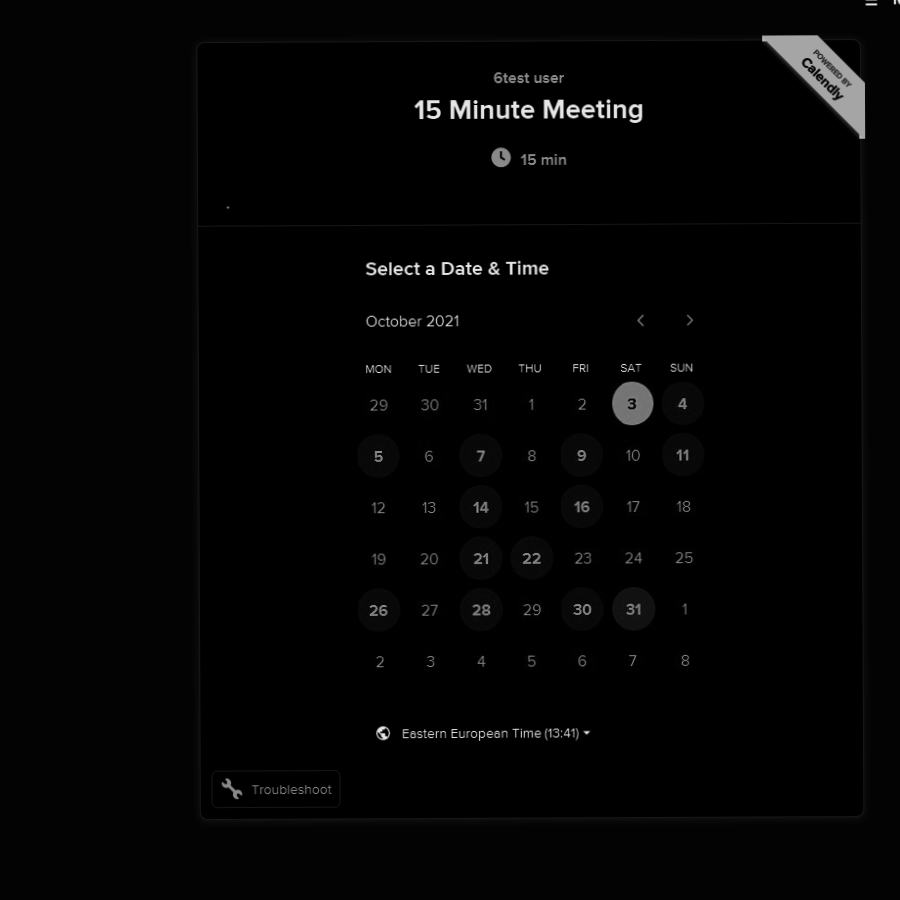 POWERED BY
Calendly
6test user
15 Minute Meeting
15 min
Select a Date & Time
October 2021
MON TUE WED THU FRI SAT SUN
29 30 31 1 2 3 4
5 6 7 8 9 10 11
12 13 14 15 16 17 18
19 20 21 22 23 24 25
26 27 28 29 30 31 1
2 3 4 5 6 7 8
Eastern European Time (13:41)
Troubleshoot